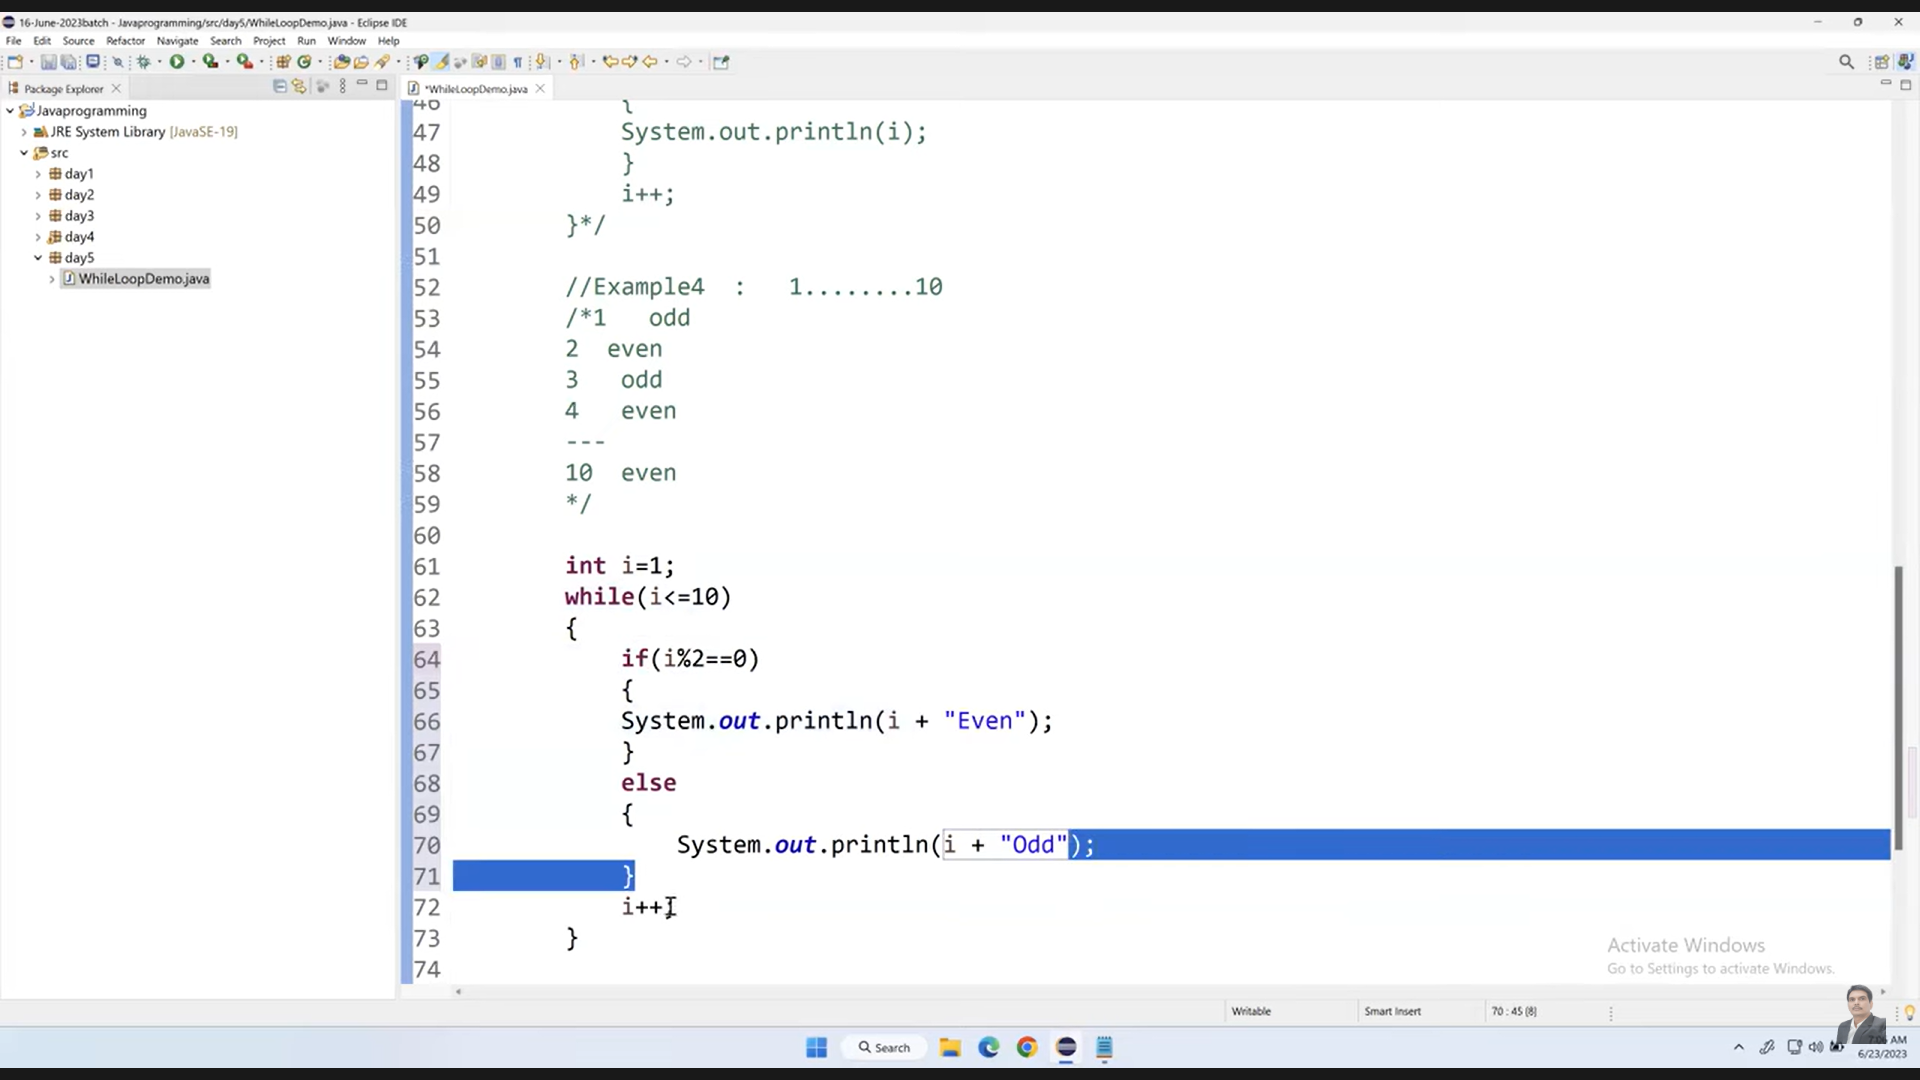 16-June-2023batch - Javaprogramming/src/day5/WhileLoopDemo.java - Eclipse IDE
File Edit Source Refactor Navigate Search Project Run Window Help
Package Explorer
*WhileLoopDemo.java
Javaprogramming
JRE System Library [JavaSE-19]
src
day1
day2
day3
day4
day5
WhileLoopDemo.java
46 {
47 System.out.println(i);
48 }
49 i++;
50 }*/
51
52 //Example4 : 1........10
53 /*1 odd
54 2 even
55 3 odd
56 4 even
57 ---
58 10 even
59 */
60
61 int i=1;
62 while(i<=10)
63 {
64 if(i%2==0)
65 {
66 System.out.println(i + "Even");
67 }
68 else
69 {
70 System.out.println(i + "Odd");
71 }
72 i++;
73 }
74
Activate Windows
Go to Settings to activate Windows.
Writable Smart Insert 70 : 45 (8)
Search
AM
6/23/2023